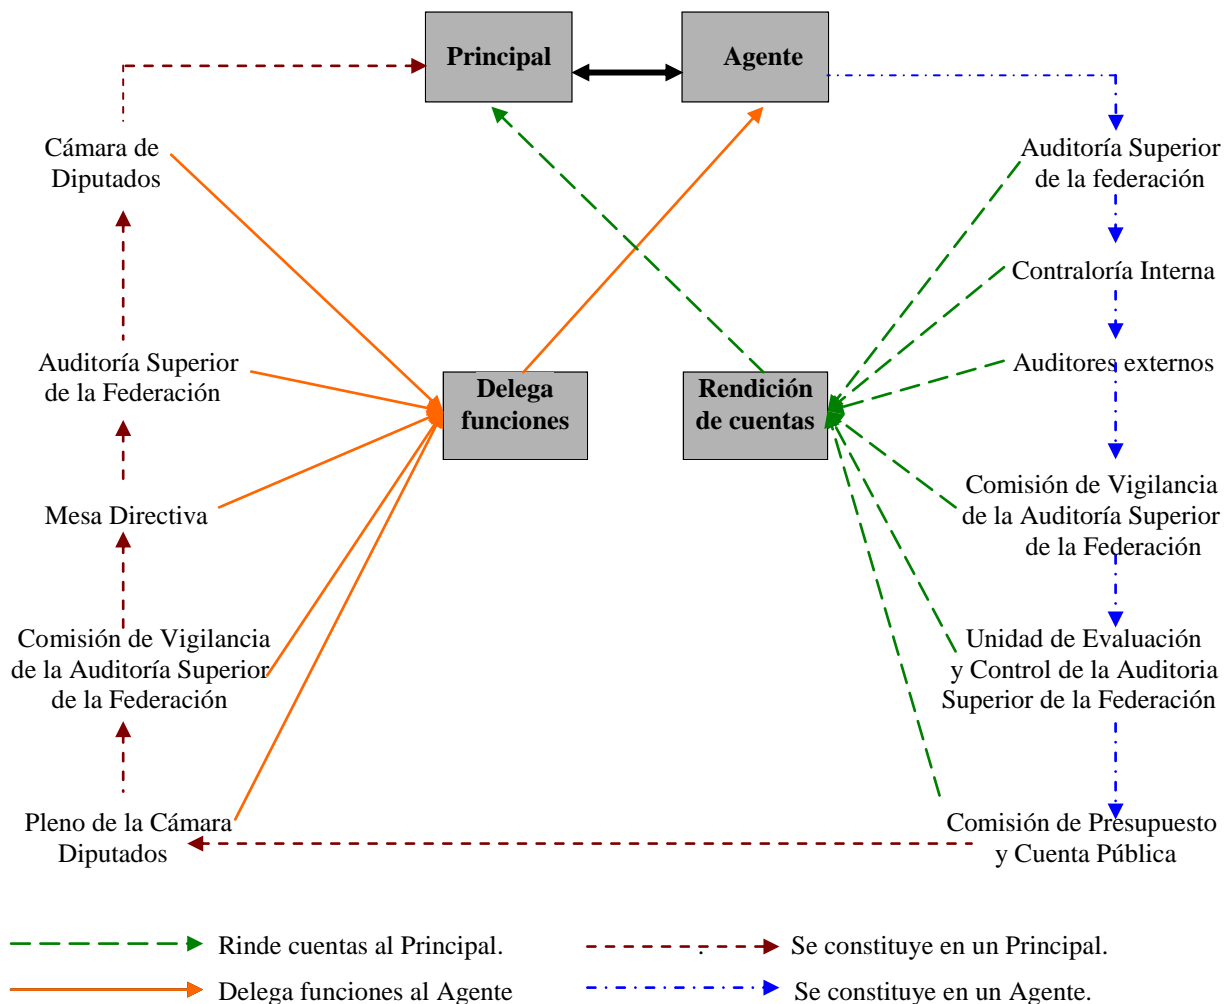 Principal
Agente
Cámara de
Diputados
Auditoría Superior
de la Federación
Mesa Directiva
Comisión de Vigilancia
de la Auditoría Superior
de la Federación
Pleno de la Cámara
Diputados
Delega
funciones
Rendición
de cuentas
Auditoría Superior
de la federación
Contraloría Interna
Auditores externos
Comisión de Vigilancia
de la Auditoría Superior
de la Federación
Unidad de Evaluación
y Control de la Auditoria
Superior de la Federación
Comisión de Presupuesto
y Cuenta Pública
Rinde cuentas al Principal.
Se constituye en un Principal.
Delega funciones al Agente
Se constituye en un Agente.